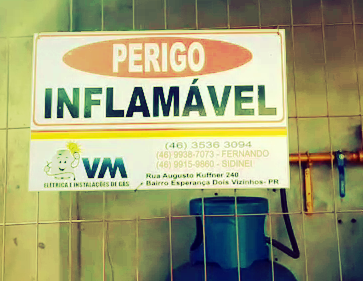 PERIGO
INFLAMÁVEL
(46) 3536 3094
(46) 9938-7073 - FERNANDO
(46) 9915-9860 - SIDINEI
VM
ELÉTRICA E INSTALAÇÕES DE GÁS
Rua Augusto Kuffner 240
Bairro Esperança Dois Vizinhos- PR